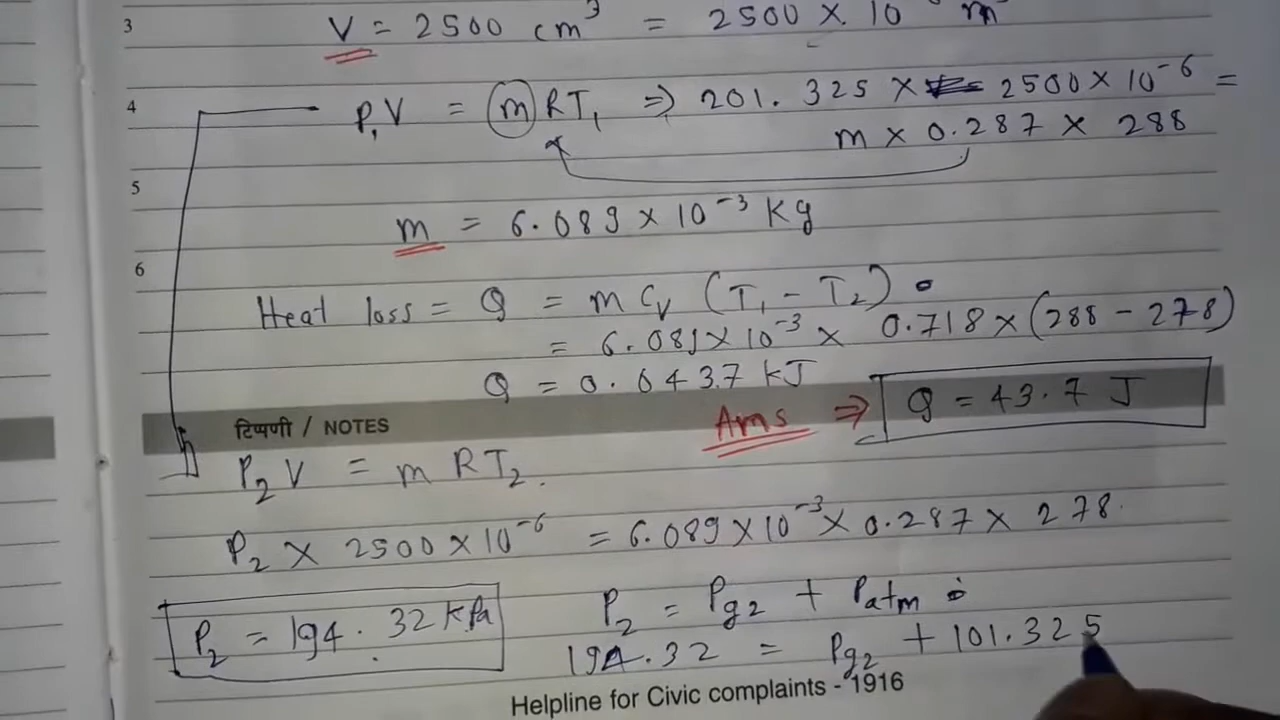 3
V = 2500 cm³ = 2500 × 10 m
4
P₁V = m RT₁ ⇒ 201.325 × 2500 × 10⁻⁶ =
m × 0.287 × 288
5
m = 6.089 × 10⁻³ Kg
6
Heat loss = Q = m Cv (T₁ - T₂)
= 6.089 × 10⁻³ × 0.718 × (288 - 278)
Q = 0.0437 KJ
Ans ⇒ Q = 43.7 J
टिप्पणी / NOTES
P₂V = m RT₂.
P₂ × 2500 × 10⁻⁶ = 6.089 × 10⁻³ × 0.287 × 278.
P₂ = 194.32 kPa
P₂ = Pg₂ + Patm
194.32 = Pg₂ + 101.325
Helpline for Civic complaints - 1916